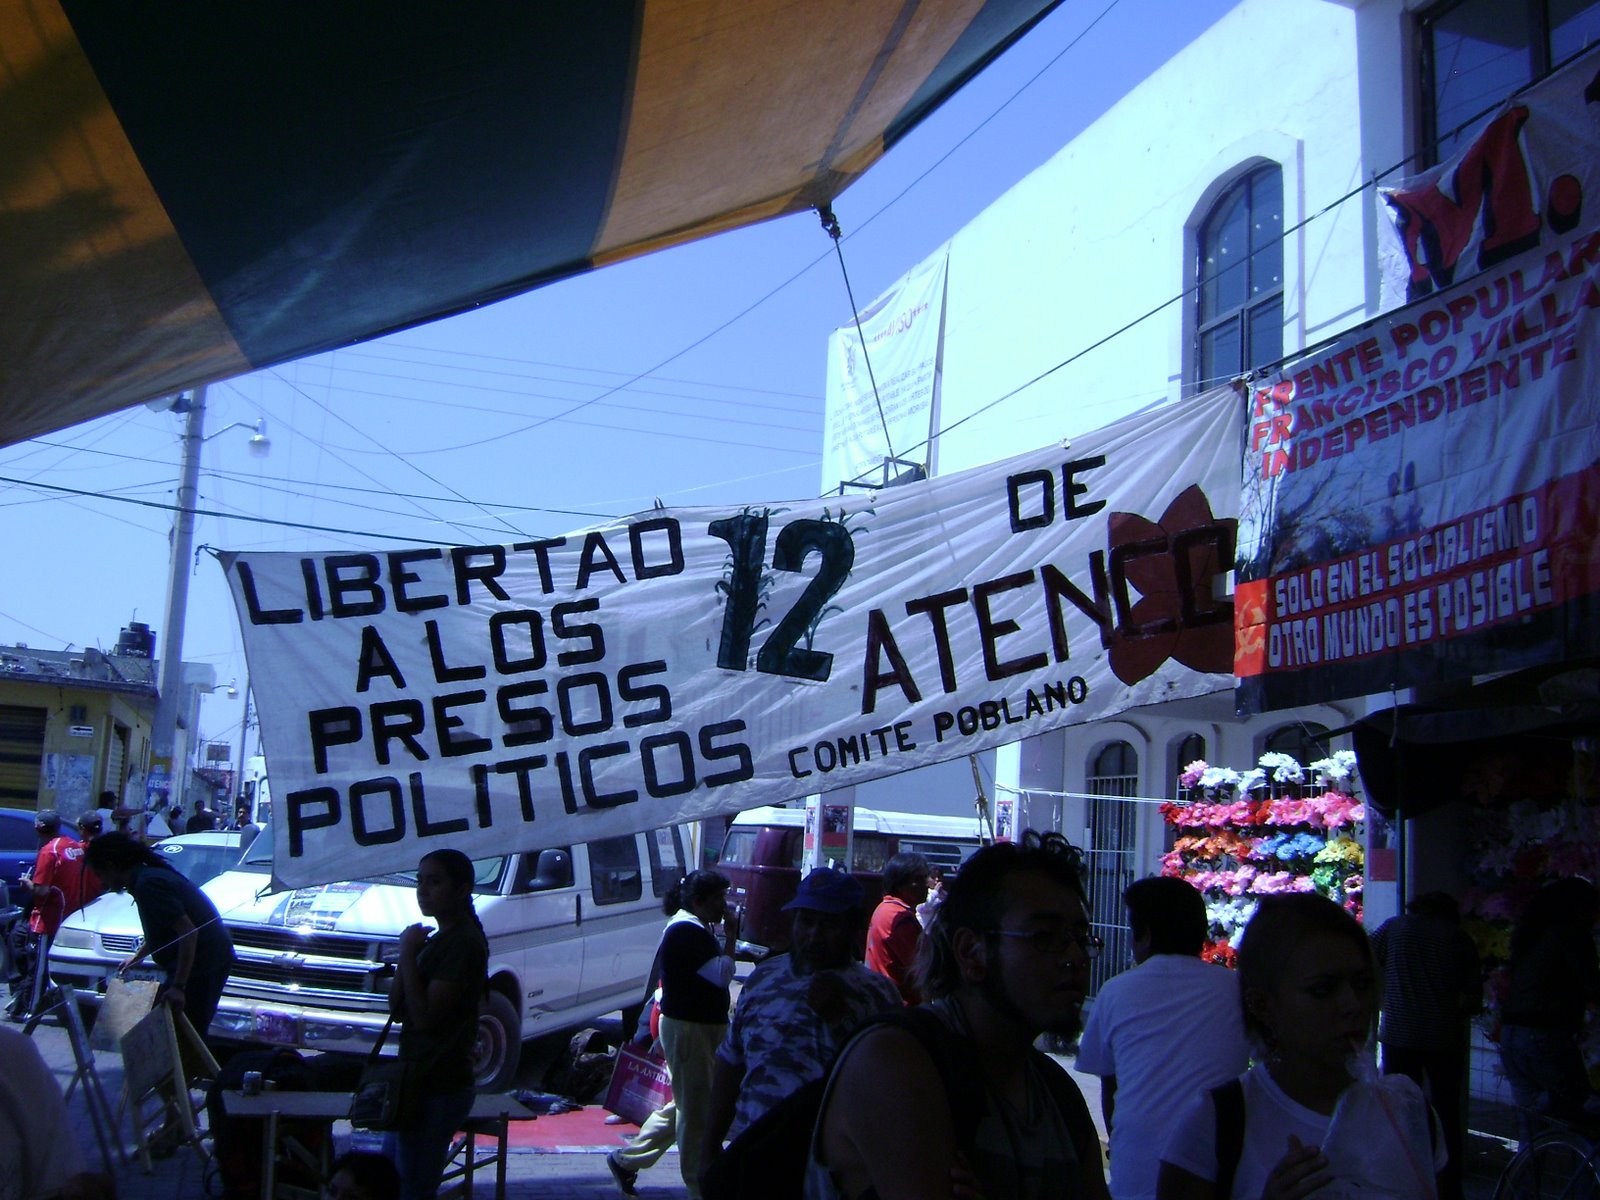 LIBERTAD
A LOS
PRESOS
POLITICOS
12
DE
ATENCO
COMITE POBLANO
M.
FRENTE POPULAR
FRANCISCO VILLA
INDEPENDIENTE
SOLO EN EL SOCIALISMO
OTRO MUNDO ES POSIBLE